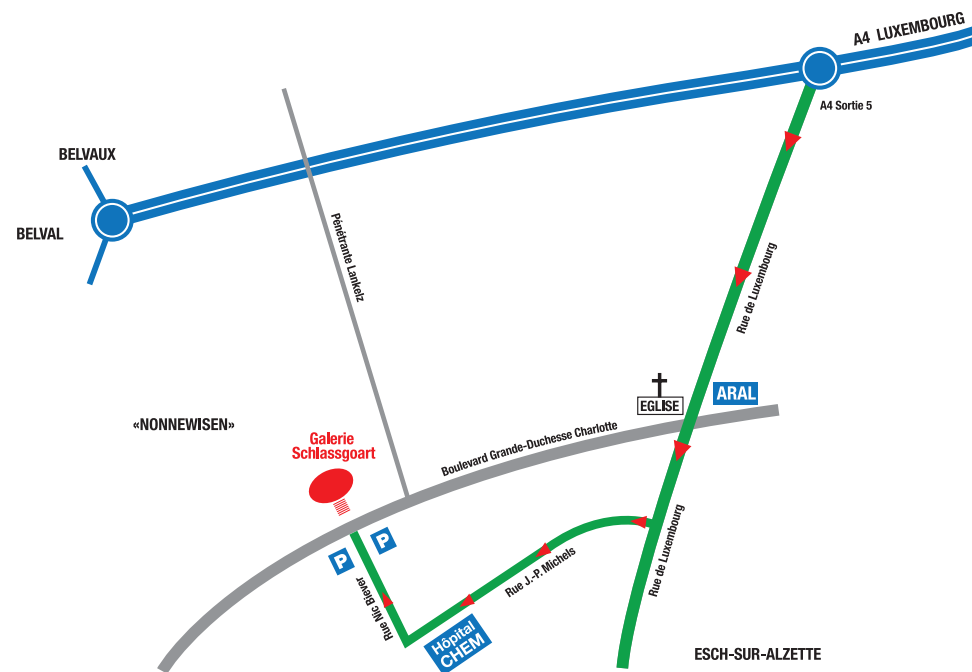 A4 LUXEMBOURG
A4 Sortie 5
BELVAUX
BELVAL
Pénétrante Lankelz
Rue de Luxembourg
ARAL
EGLISE
«NONNEWISEN»
Galerie
Schlassgoart
Boulevard Grande-Duchesse Charlotte
P
P
Rue Nic Biever
Rue J.-P. Michels
Rue de Luxembourg
Hôpital
CHEM
ESCH-SUR-ALZETTE